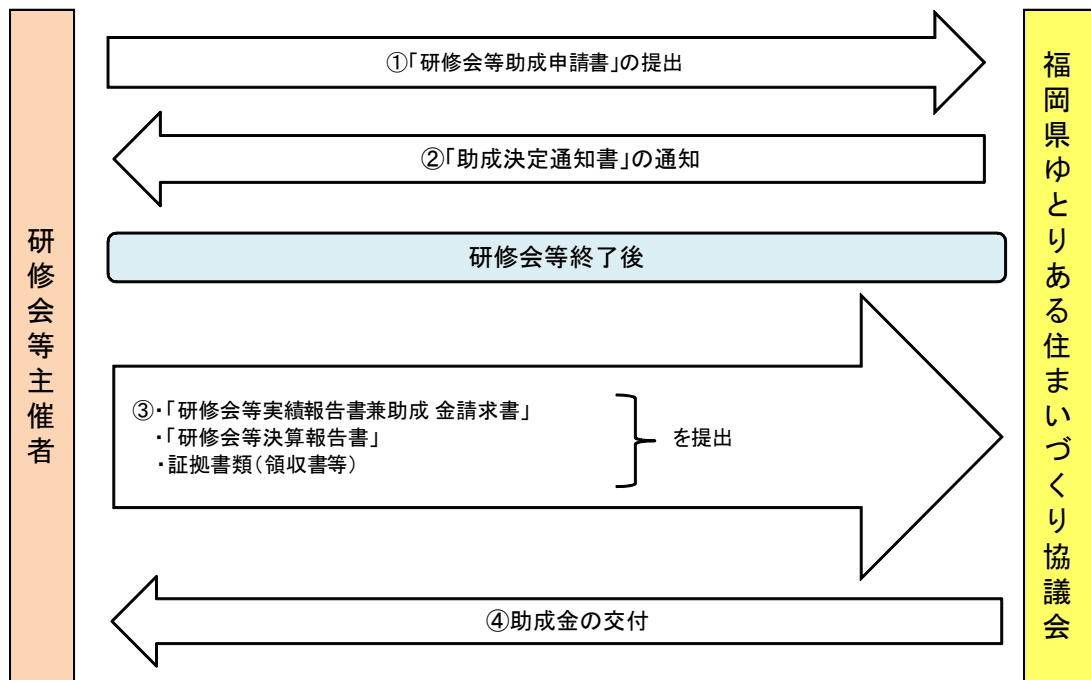 研修会等主催者
①「研修会等助成申請書」の提出
②「助成決定通知書」の通知
研修会等終了後
③・「研修会等実績報告書兼助成 金請求書」
・「研修会等決算報告書」
・証拠書類(領収書等)
を提出
④助成金の交付
福岡県ゆとりある住まいづくり協議会